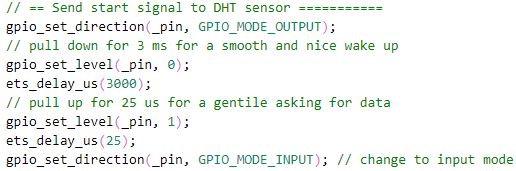 // == Send start signal to DHT sensor ===========
gpio_set_direction(_pin, GPIO_MODE_OUTPUT);
// pull down for 3 ms for a smooth and nice wake up
gpio_set_level(_pin, 0);
ets_delay_us(3000);
// pull up for 25 us for a gentile asking for data
gpio_set_level(_pin, 1);
ets_delay_us(25);
gpio_set_direction(_pin, GPIO_MODE_INPUT); // change to input mode